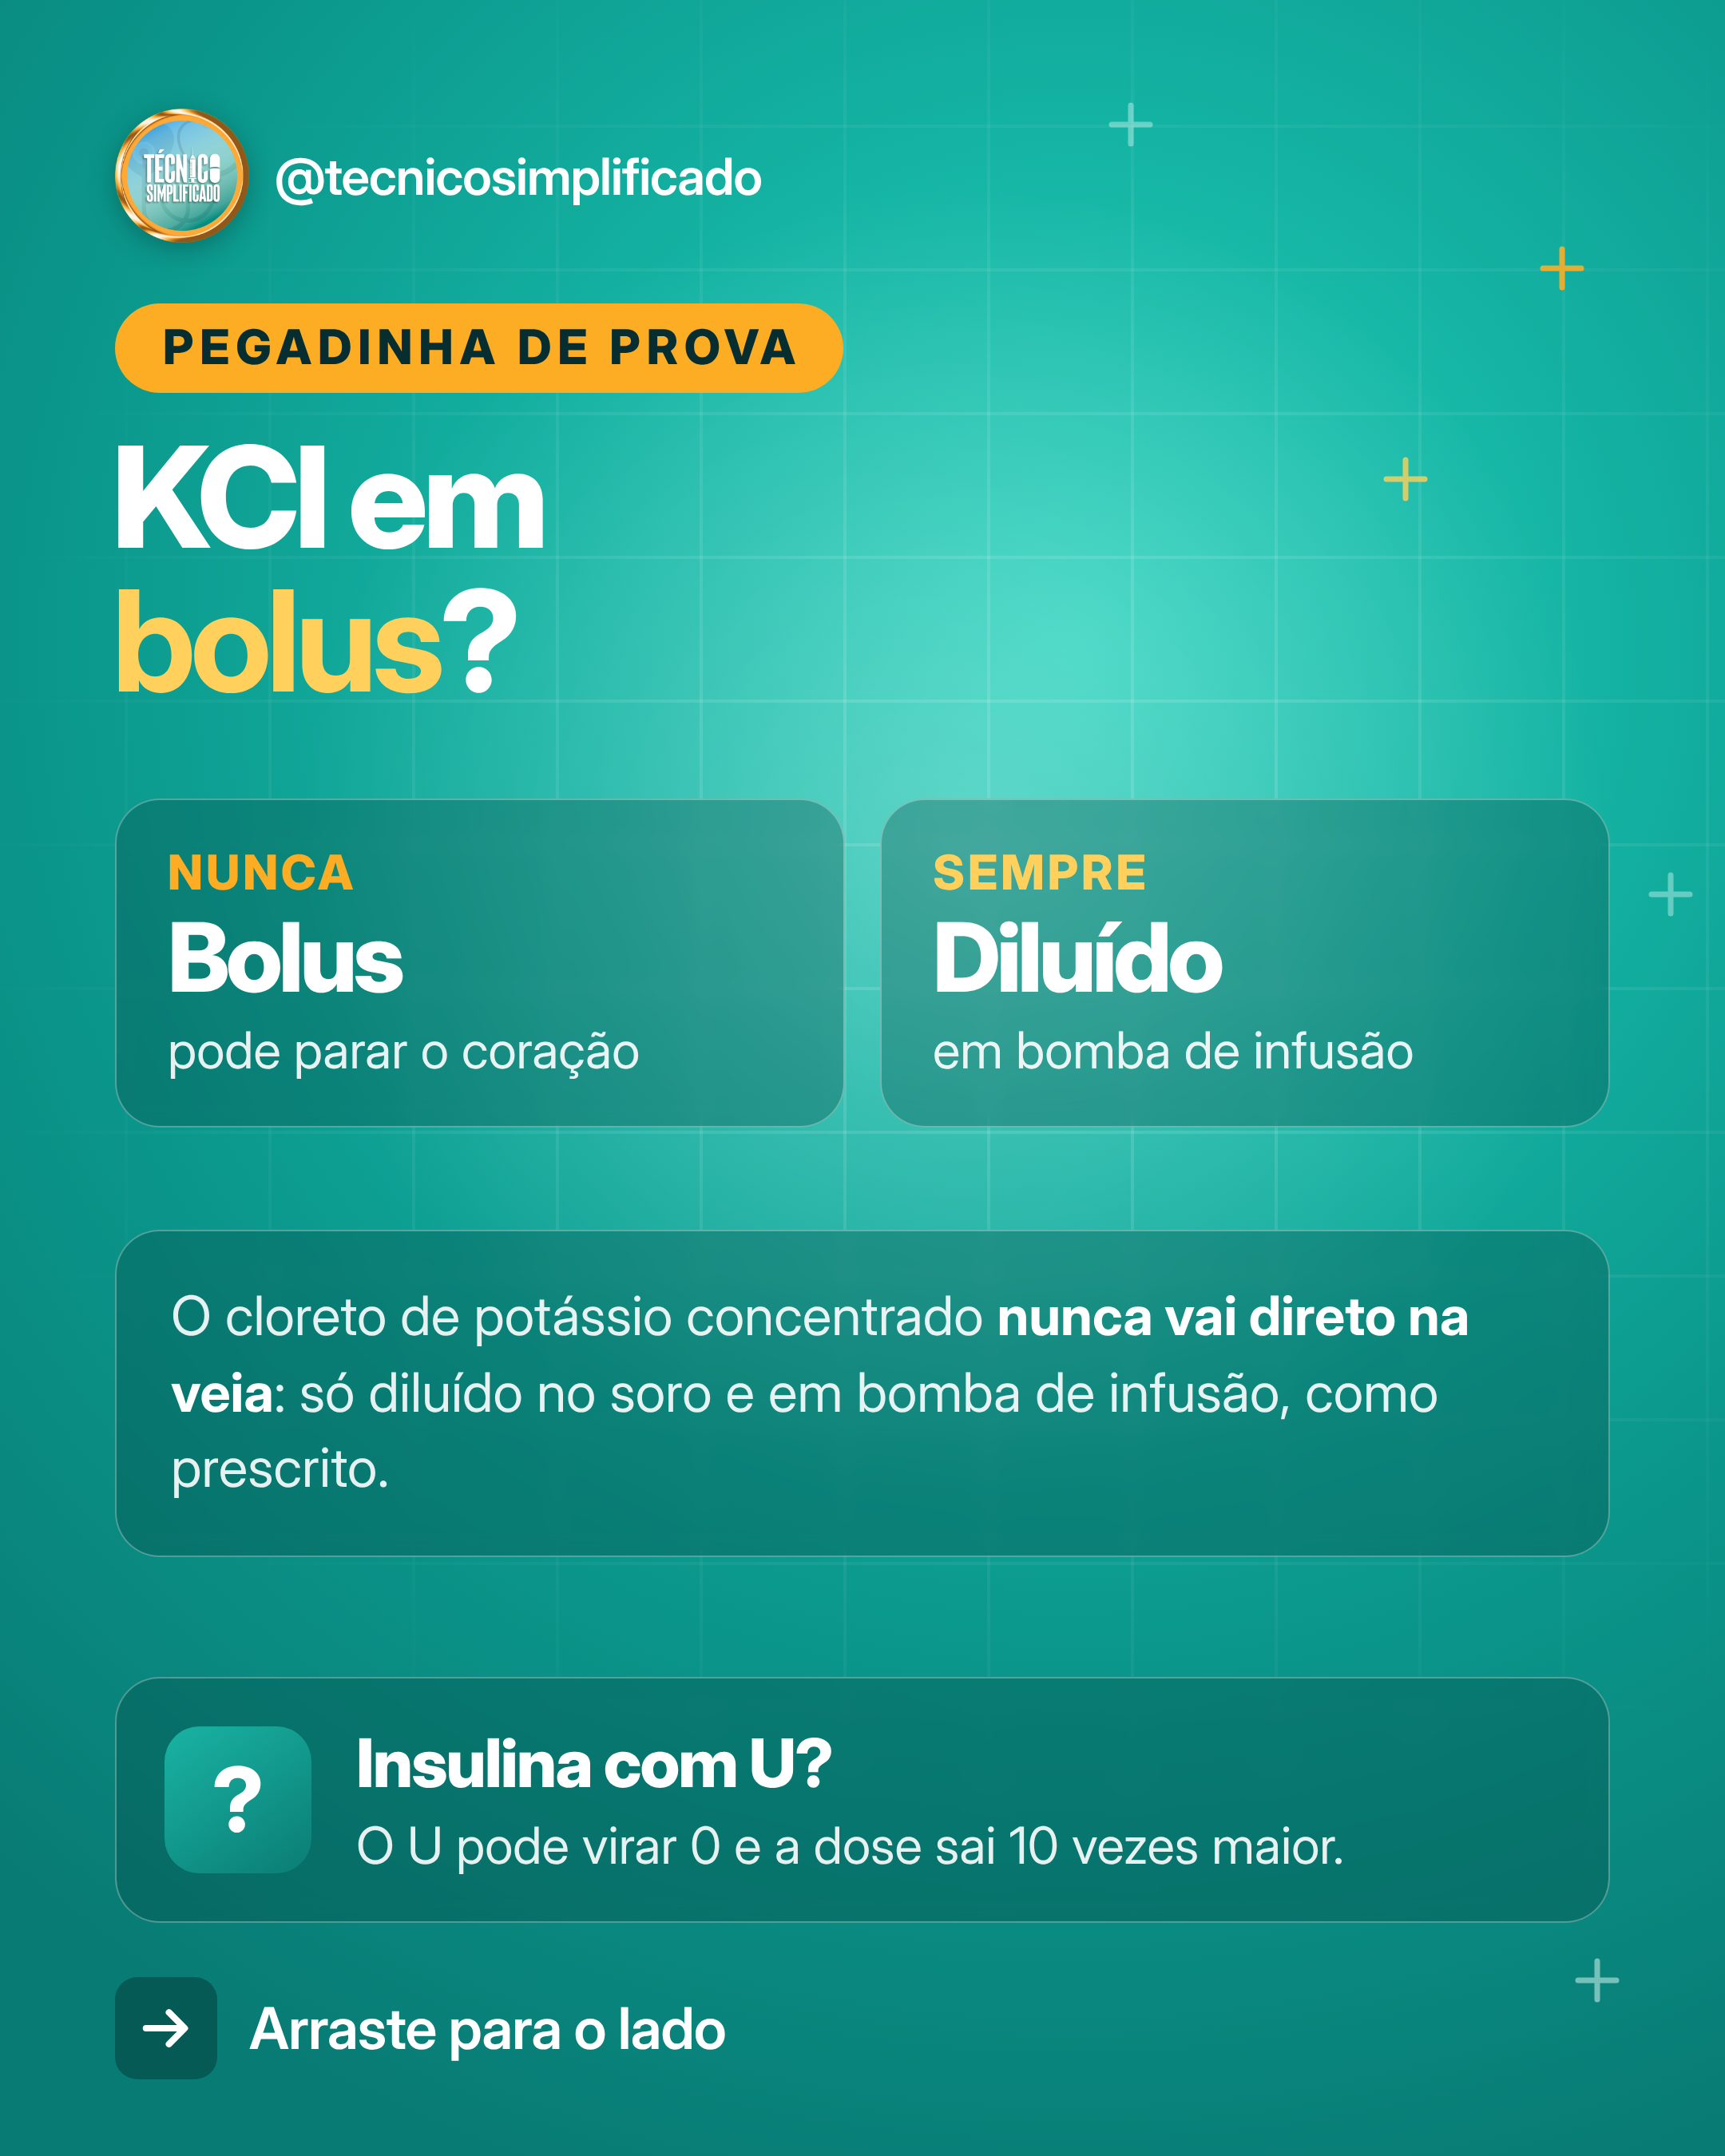 TÉCNICO
SIMPLIFICADO
@tecnicosimplificado
PEGADINHA DE PROVA
KCl em
bolus?
NUNCA
Bolus
pode parar o coração
SEMPRE
Diluído
em bomba de infusão
O cloreto de potássio concentrado nunca vai direto na
veia: só diluído no soro e em bomba de infusão, como
prescrito.
?
Insulina com U?
O U pode virar 0 e a dose sai 10 vezes maior.
Arraste para o lado